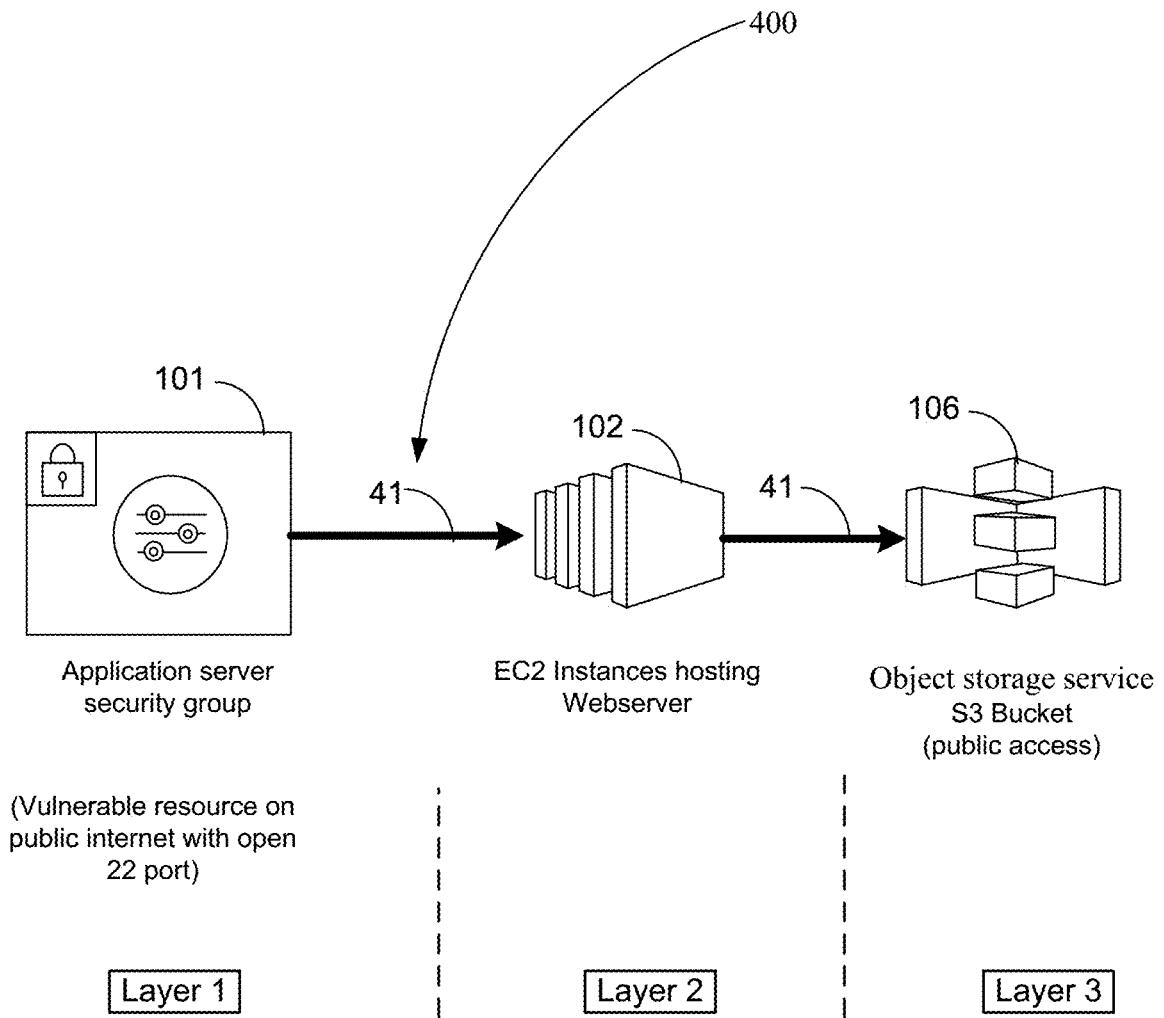 400
101
102
106
41
41
Application server
security group
EC2 Instances hosting
Webserver
Object storage service
S3 Bucket
(public access)
(Vulnerable resource on
public internet with open
22 port)
Layer 1
Layer 2
Layer 3